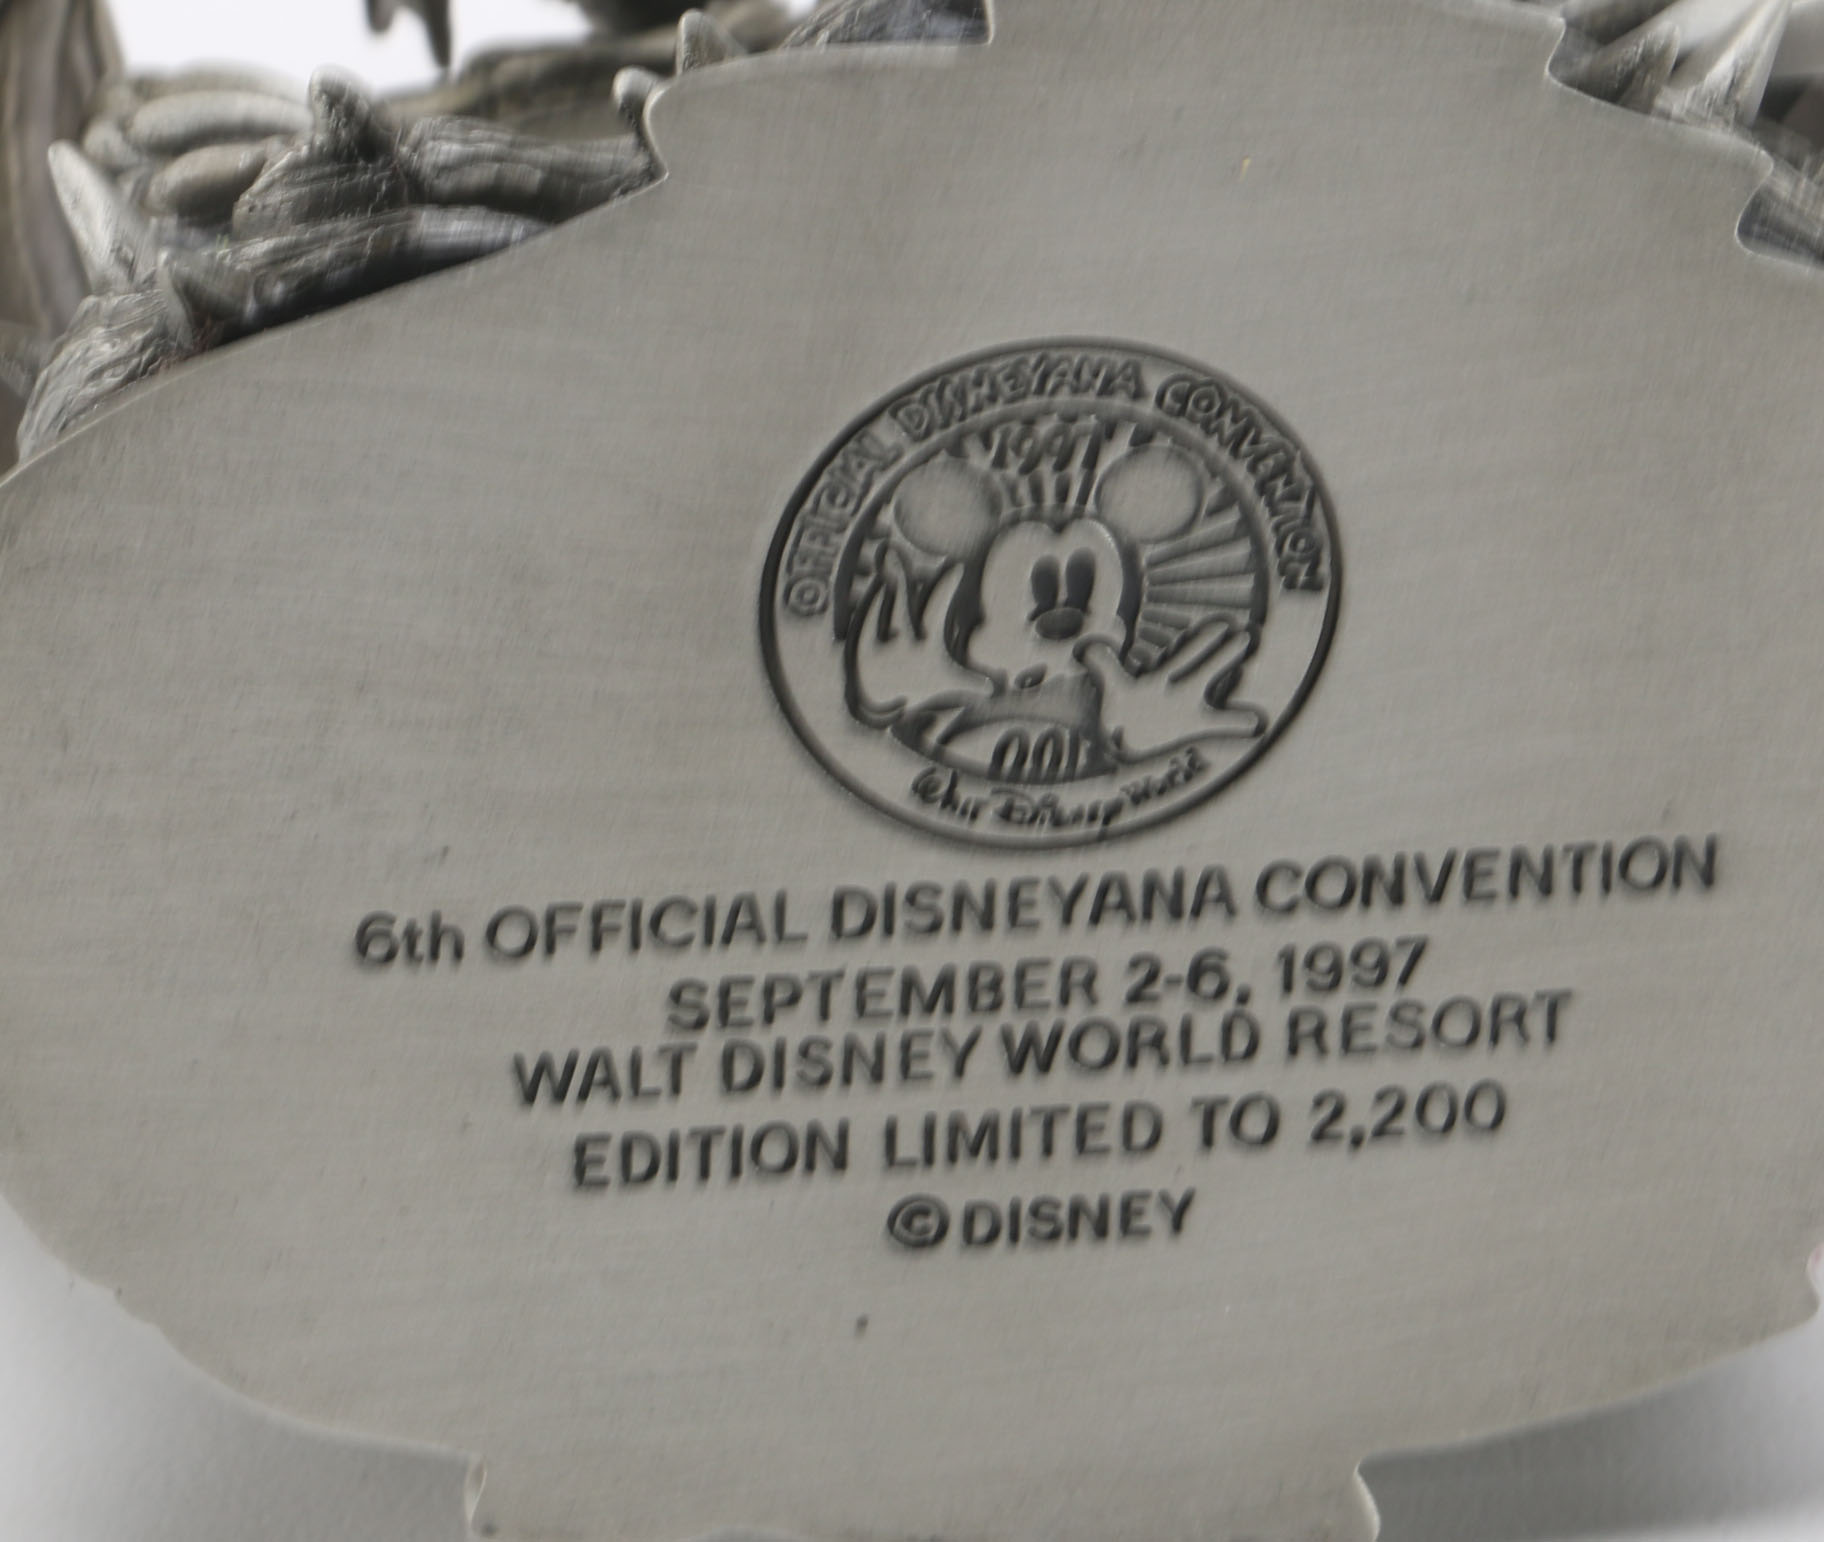 OFFICIAL DISNEYANA CONVENTION
1997
Walt Disney World
6th OFFICIAL DISNEYANA CONVENTION
SEPTEMBER 2-6, 1997
WALT DISNEY WORLD RESORT
EDITION LIMITED TO 2,200
©DISNEY